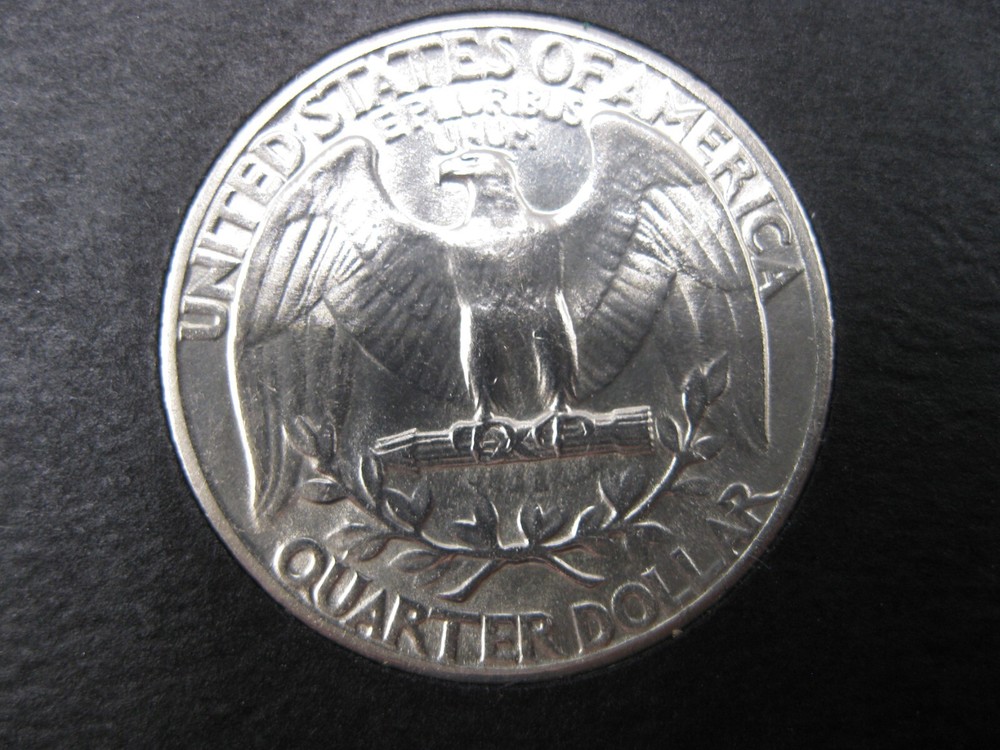 UNITED STATES OF AMERICA
E PLURIBUS
UNUM
QUARTER DOLLAR